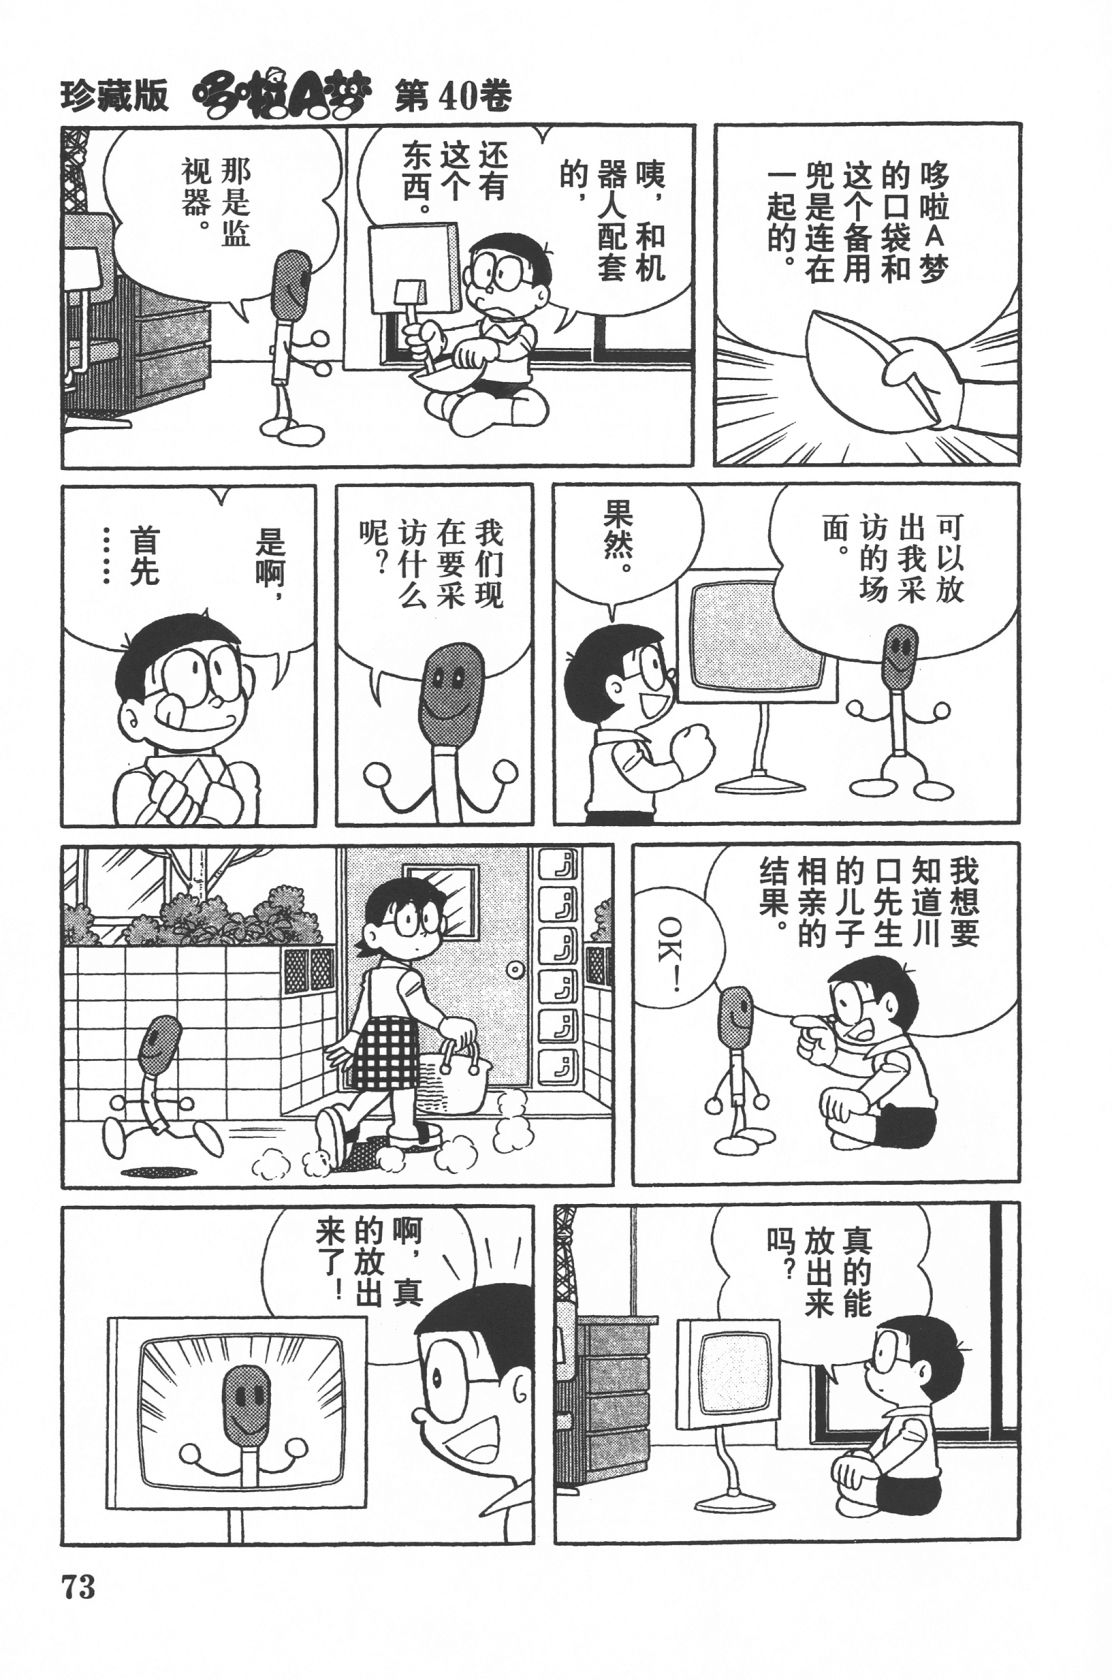 珍藏版 哆啦A梦 第40卷
哆啦A梦
的口袋和
这个备用
兜是连在
一起的。
咦，和机
器人配套
的，
还有
这个
东西。
那是监
视器。
可以放
出我采
访的场
面。
果然。
我们现
在要采
访什么
呢？
是啊，
首先
……
我想要
知道川
口先生
的儿子
相亲的
结果。
OK！
真的能
放出来
吗？
啊，真
的放出
来了！
73